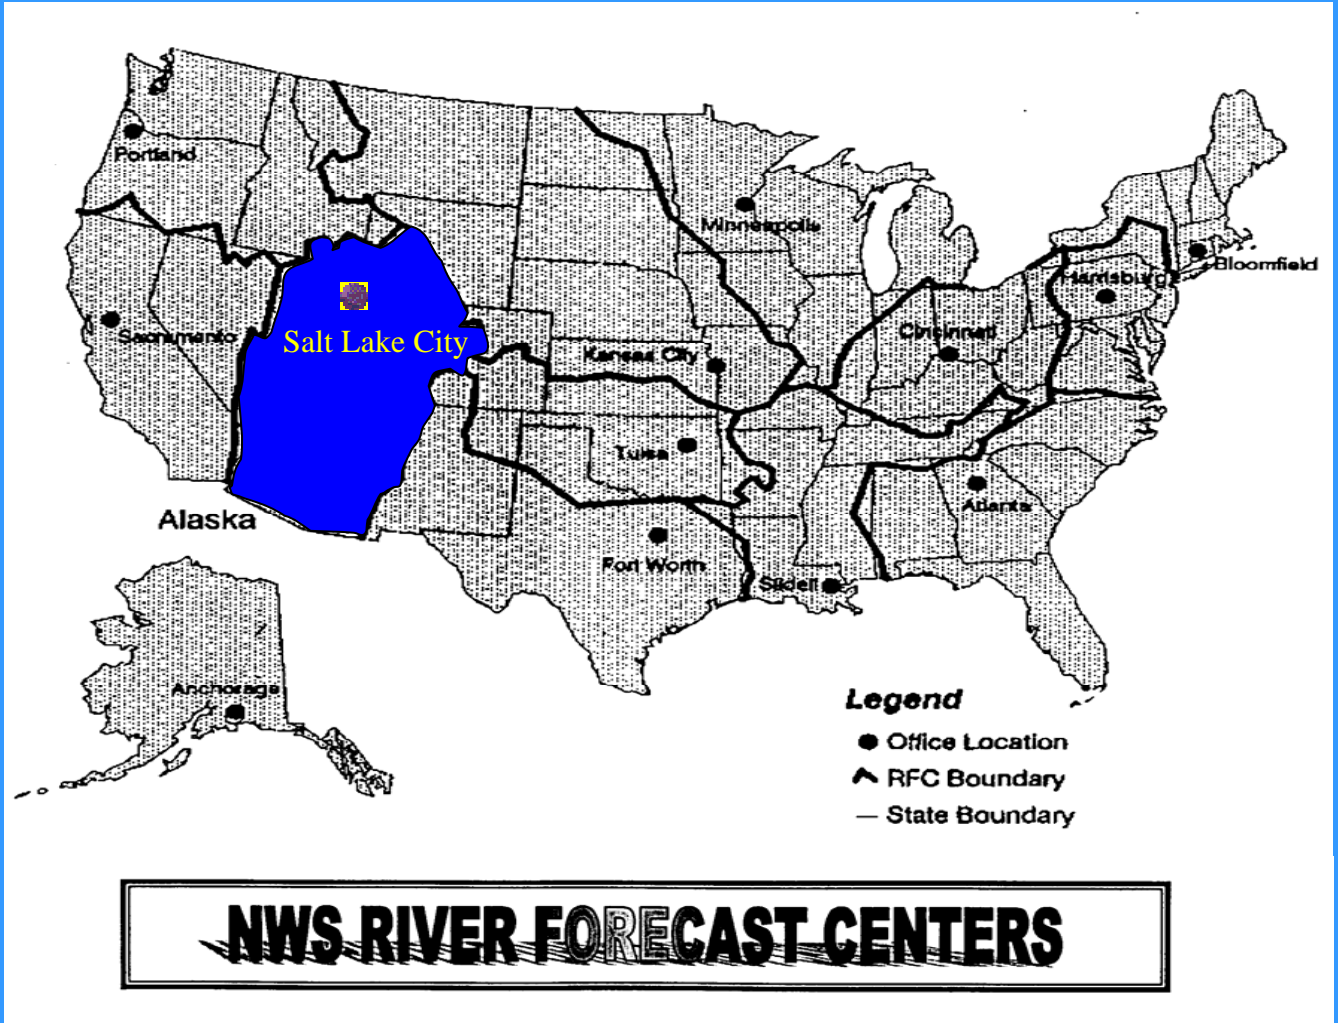 Portland
Minneapolis
Bloomfield
Harrisburg
Sacramento
Salt Lake City
Kansas City
Cincinnati
Tulsa
Atlanta
Alaska
Fort Worth
Slidell
Anchorage
Legend
Office Location
RFC Boundary
State Boundary
NWS RIVER FORECAST CENTERS